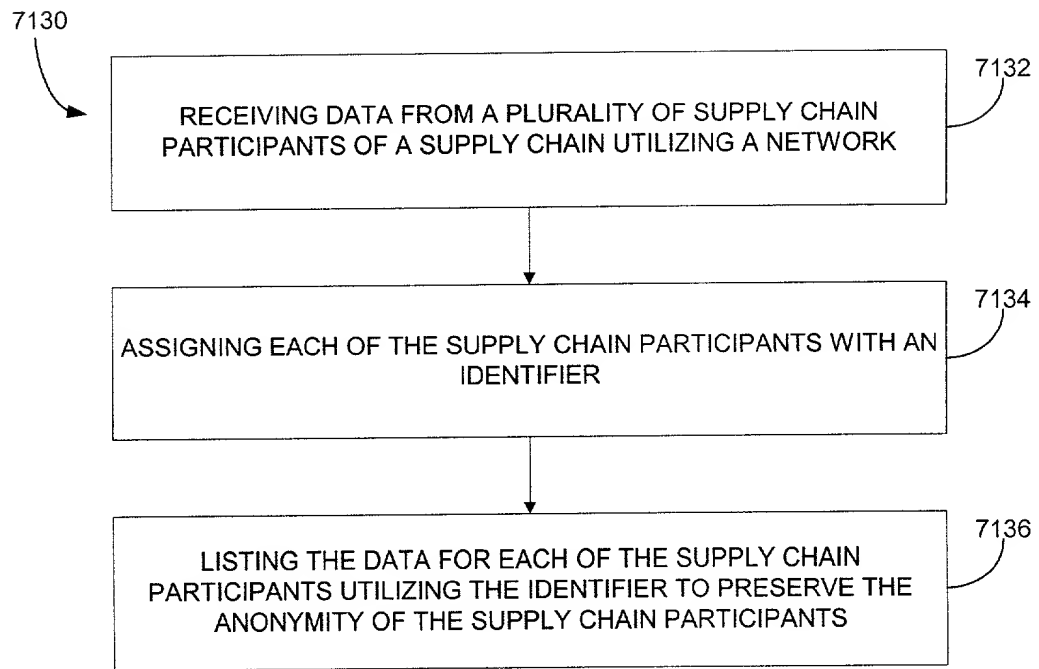 7130
7132
RECEIVING DATA FROM A PLURALITY OF SUPPLY CHAIN
PARTICIPANTS OF A SUPPLY CHAIN UTILIZING A NETWORK
7134
ASSIGNING EACH OF THE SUPPLY CHAIN PARTICIPANTS WITH AN
IDENTIFIER
7136
LISTING THE DATA FOR EACH OF THE SUPPLY CHAIN
PARTICIPANTS UTILIZING THE IDENTIFIER TO PRESERVE THE
ANONYMITY OF THE SUPPLY CHAIN PARTICIPANTS